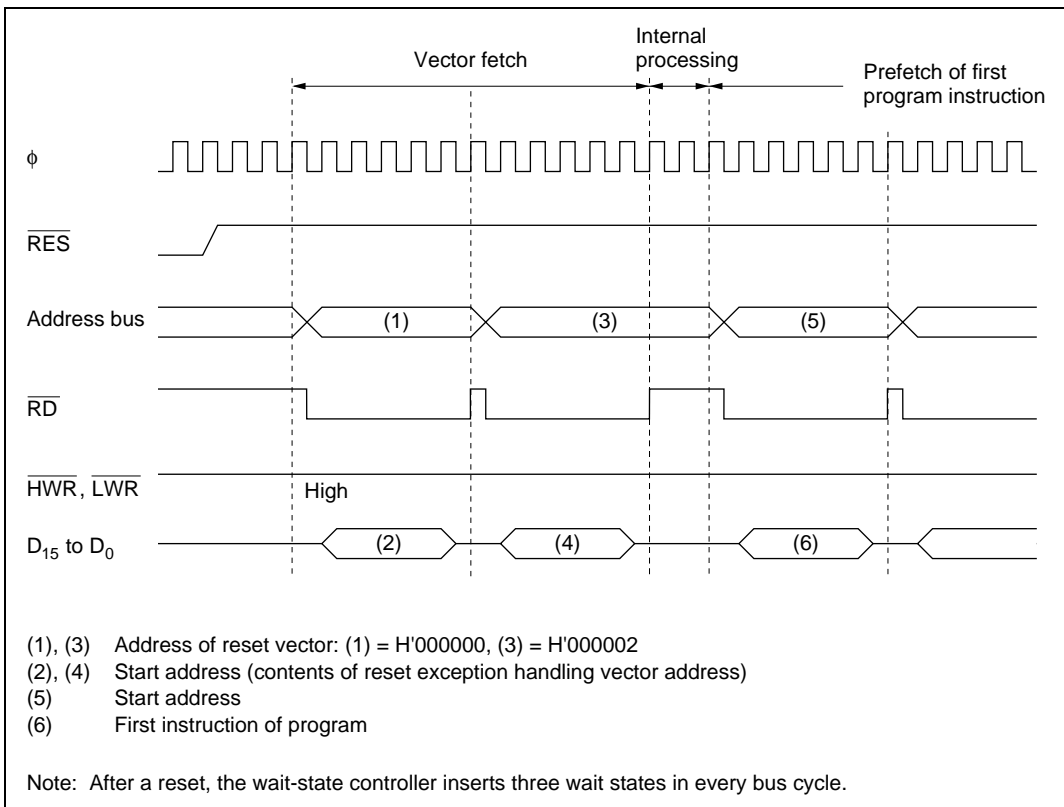 Vector fetch
Internal
processing
Prefetch of first
program instruction
φ
RES
Address bus
(1)
(3)
(5)
RD
HWR, LWR
High
D15 to D0
(2)
(4)
(6)
(1), (3) Address of reset vector: (1) = H'000000, (3) = H'000002
(2), (4) Start address (contents of reset exception handling vector address)
(5) Start address
(6) First instruction of program
Note: After a reset, the wait-state controller inserts three wait states in every bus cycle.